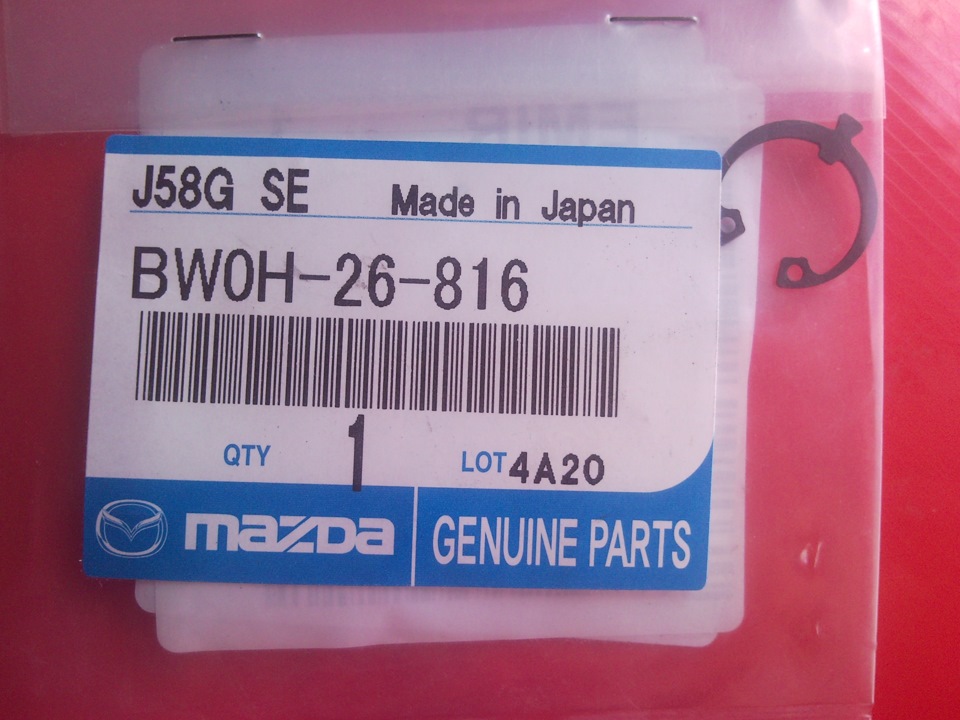 J58G SE Made in Japan
BW0H-26-816
QTY 1 LOT 4A20
mazda GENUINE PARTS